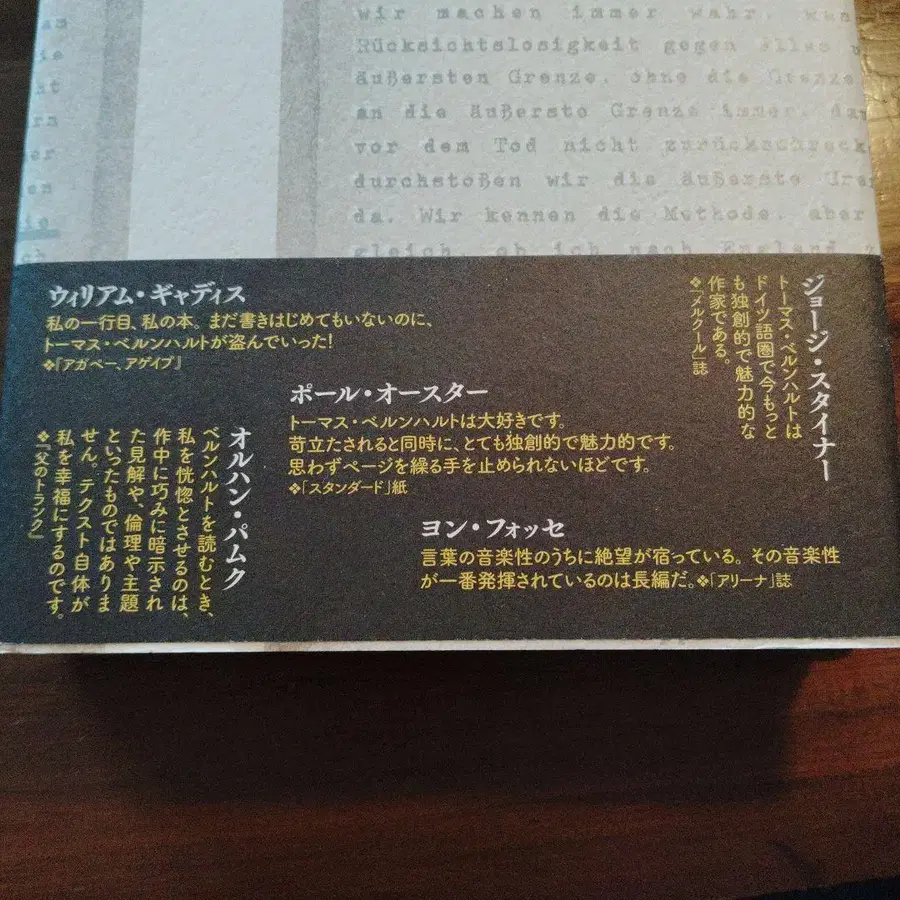 am
ie
ht
rn
er
en
ie
wir machen immer wahr, was
Rücksichtslosigkeit gegen alles
äußersten Grenze, ohne die Grenze
an die äußerste Grenze immer, da
vor dem Tod nicht zurückschreck
durchstoßen wir die äußerste Gren
da. Wir kennen die Methode, aber
gleich, ob ich nach England
ウィリアム・ギャディス
私の一行目、私の本。まだ書きはじめてもいないのに、
トーマス・ベルンハルトが盗んでいった!
❖『アガペー、アゲイプ』
ジョージ・スタイナー
トーマス・ベルンハルトは
ドイツ語圏で今もっと
も独創的で魅力的な
作家である。
❖「メルクール」誌
ポール・オースター
トーマス・ベルンハルトは大好きです。
苛立たされると同時に、とても独創的で魅力的です。
思わずページを繰る手を止められないほどです。
❖「スタンダード」紙
オルハン・パムク
ベルンハルトを読むとき、
私を恍惚とさせるのは、
作中に巧みに暗示され
た見解や、倫理や主題
といったものではありま
せん。テクスト自体が
私を幸福にするのです。
❖『父のトランク』
ヨン・フォッセ
言葉の音楽性のうちに絶望が宿っている。その音楽性
が一番発揮されているのは長編だ。❖「アリーナ」誌